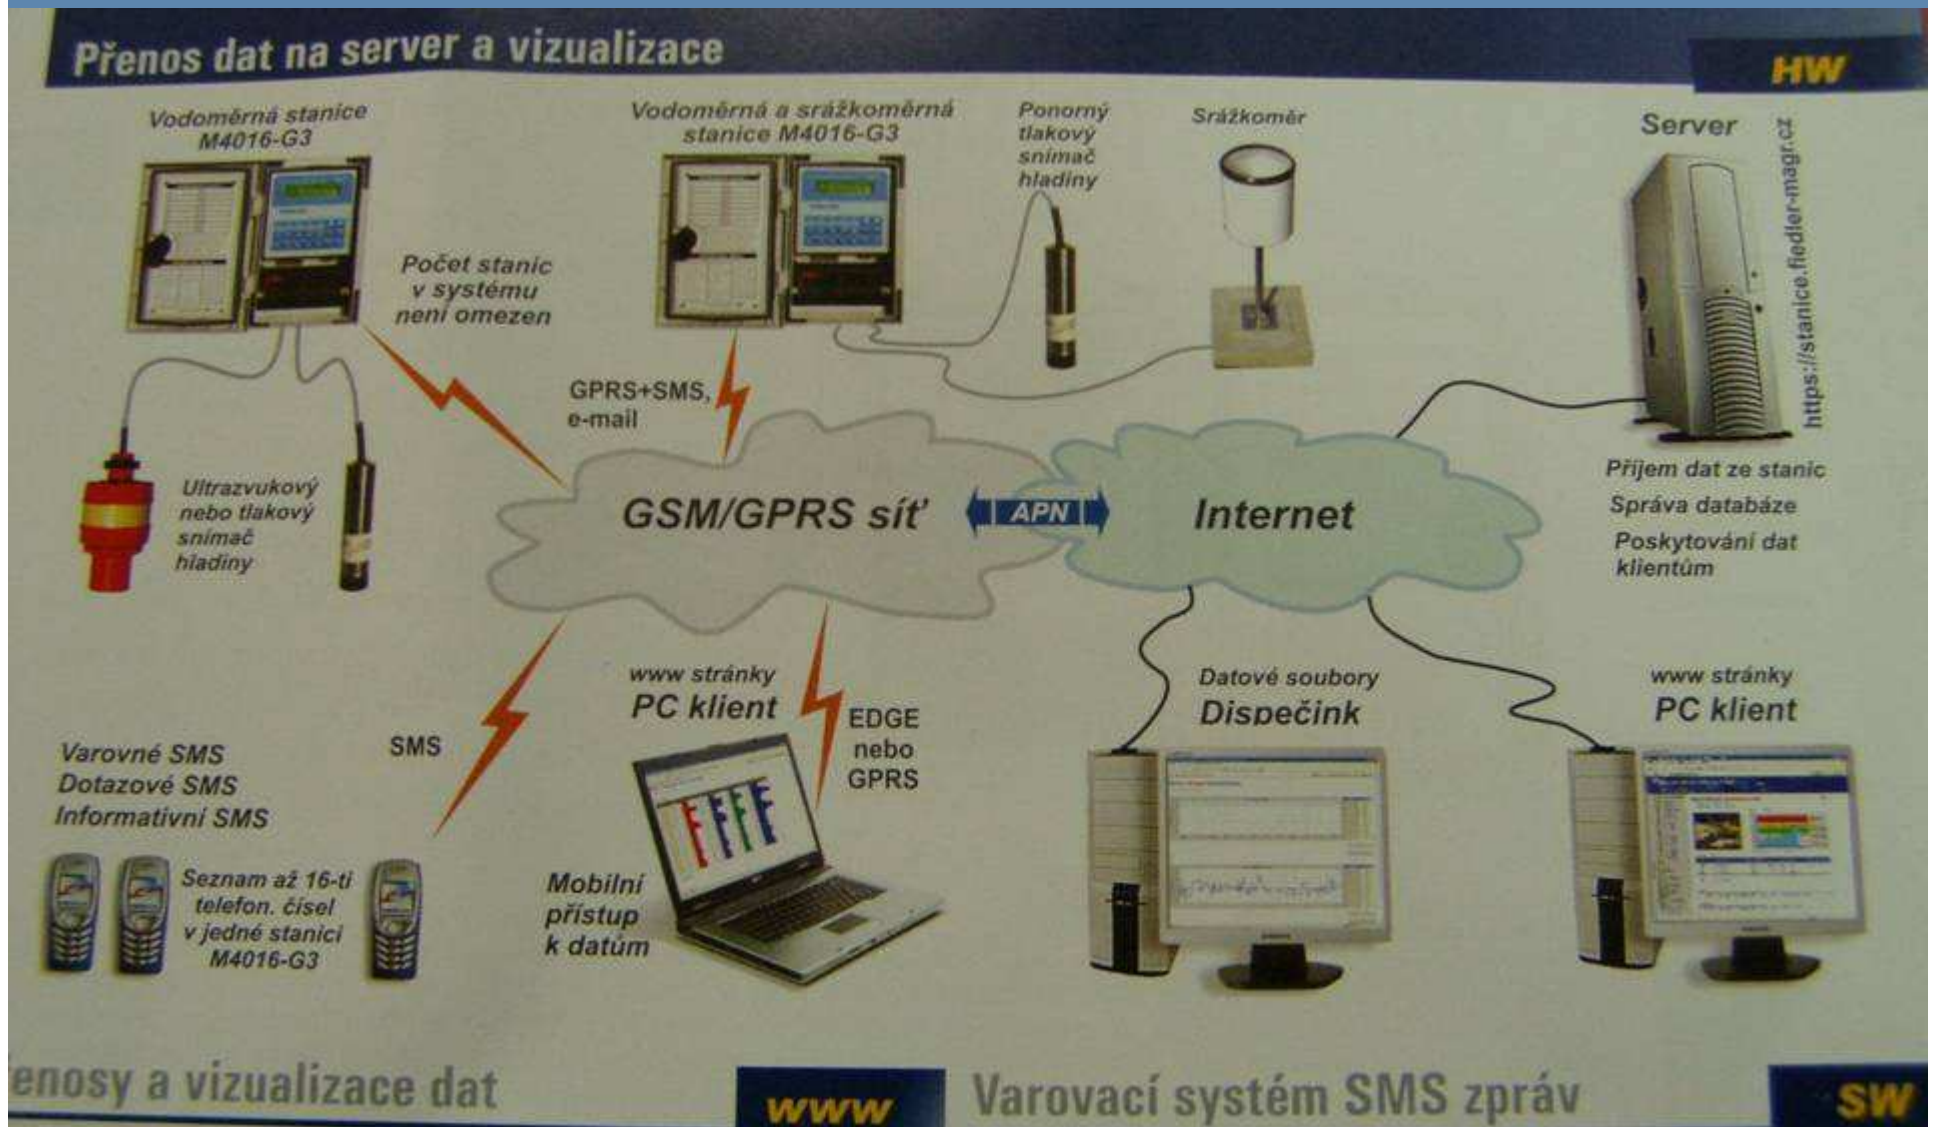 Přenos dat na server a vizualizace
HW
Vodoměrná stanice
M4016-G3
Vodoměrná a srážkoměrná
stanice M4016-G3
Ponorný
tlakový
snímač
hladiny
Srážkoměr
Server
https://stanice.fiedler-magr.cz
Počet stanic
v systému
není omezen
GPRS+SMS,
e-mail
Ultrazvukový
nebo tlakový
snímač
hladiny
GSM/GPRS síť
APN
Internet
Příjem dat ze stanic
Správa databáze
Poskytování dat
klientům
Varovné SMS
Dotazové SMS
Informativní SMS
SMS
www stránky
PC klient
EDGE
nebo
GPRS
Datové soubory
Dispečink
www stránky
PC klient
Seznam až 16-ti
telefon. čísel
v jedné stanici
M4016-G3
Mobilní
přístup
k datům
enosy a vizualizace dat
www
Varovací systém SMS zpráv
SW